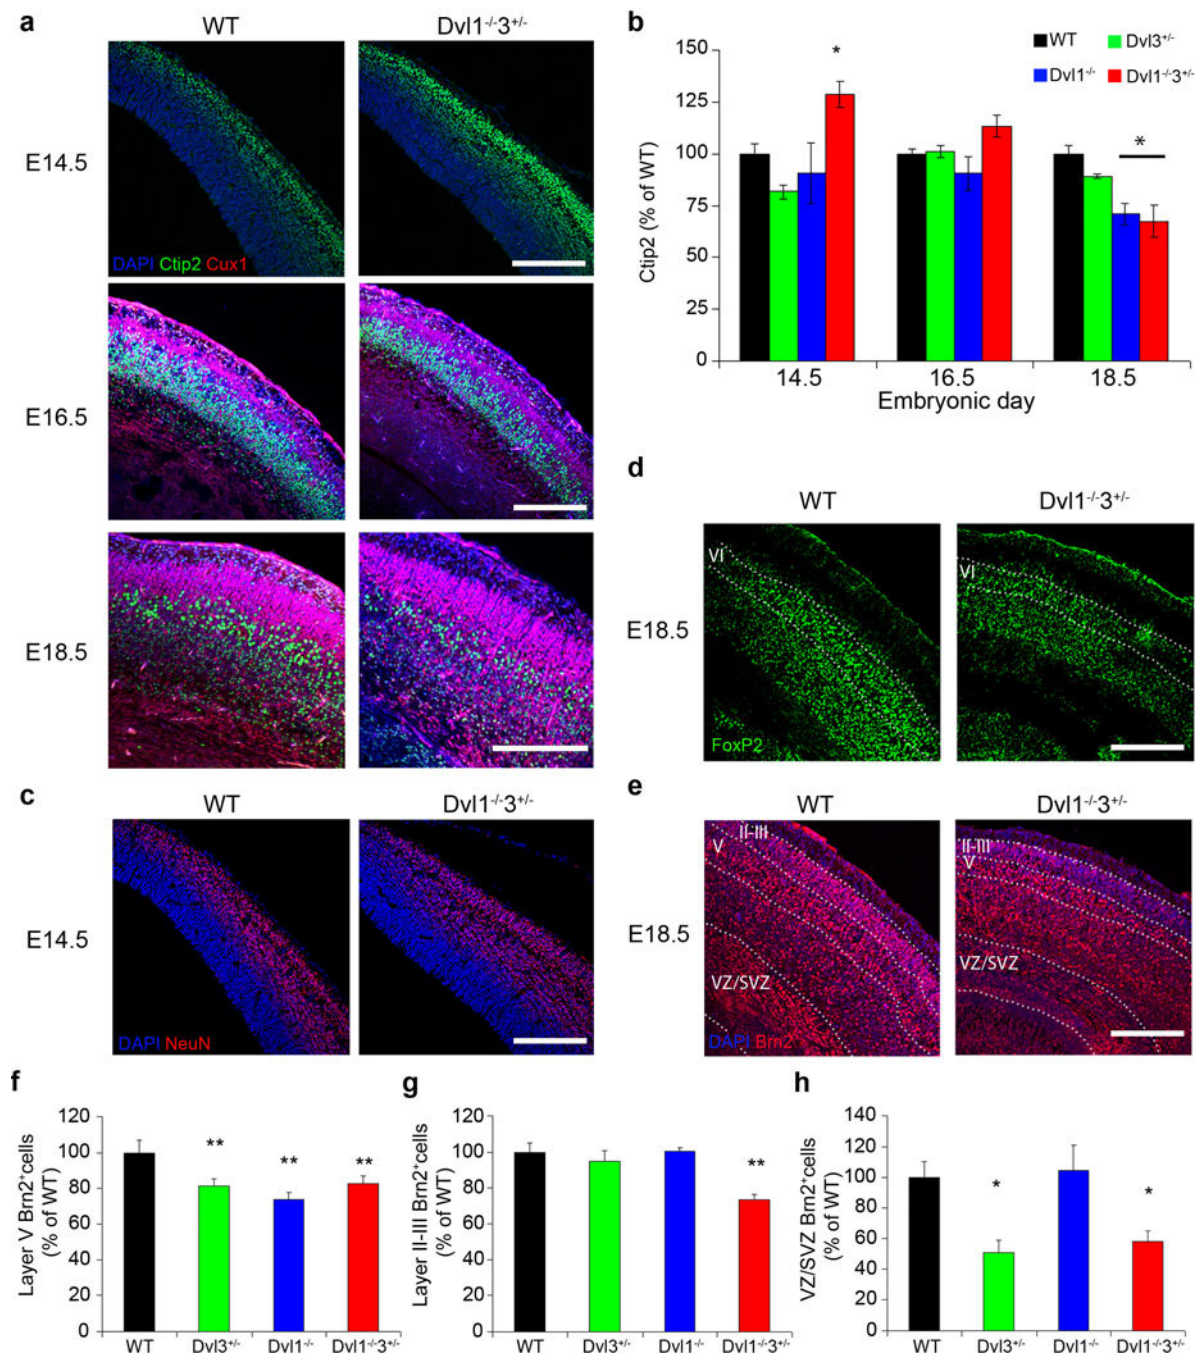 a
WT Dvl1-/-3+/-
E14.5
DAPI Ctip2 Cux1
E16.5
E18.5
b
WT Dvl3+/-
Dvl1-/- Dvl1-/-3+/-
Ctip2 (% of WT)
150
125
100
75
50
25
0
*
*
14.5 16.5 18.5
Embryonic day
c
WT Dvl1-/-3+/-
E14.5
DAPI NeuN
d
WT Dvl1-/-3+/-
E18.5
VI VI
FoxP2
e
WT Dvl1-/-3+/-
E18.5
II-III II-III
V V
VZ/SVZ VZ/SVZ
DAPI Brn2
f
Layer V Brn2+cells
(% of WT)
120
100
80
60
40
20
0
** ** **
WT Dvl3+/- Dvl1-/- Dvl1-/-3+/-
g
Layer II-III Brn2+cells
(% of WT)
120
100
80
60
40
20
0
**
WT Dvl3+/- Dvl1-/- Dvl1-/-3+/-
h
VZ/SVZ Brn2+cells
(% of WT)
140
120
100
80
60
40
20
0
* *
WT Dvl3+/- Dvl1-/- Dvl1-/-3+/-